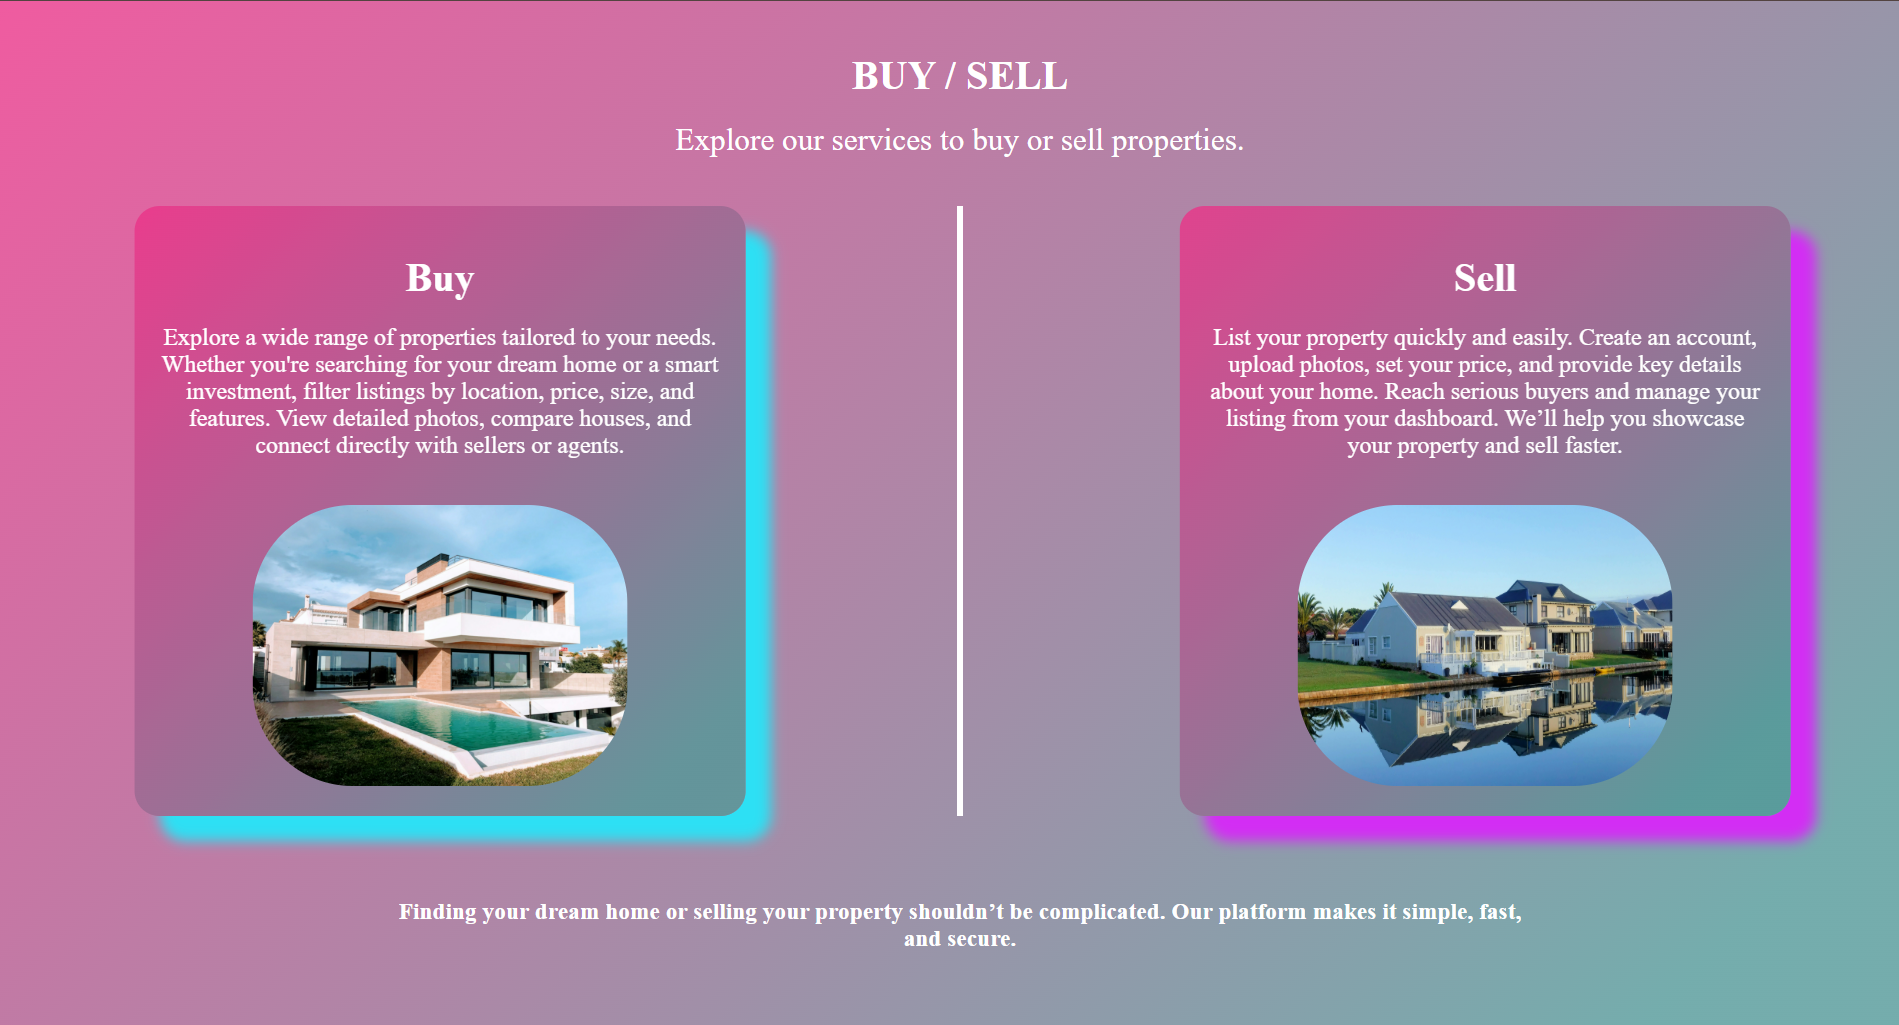 BUY / SELL
Explore our services to buy or sell properties.
Buy
Explore a wide range of properties tailored to your needs.
Whether you're searching for your dream home or a smart
investment, filter listings by location, price, size, and
features. View detailed photos, compare houses, and
connect directly with sellers or agents.
Sell
List your property quickly and easily. Create an account,
upload photos, set your price, and provide key details
about your home. Reach serious buyers and manage your
listing from your dashboard. We’ll help you showcase
your property and sell faster.
Finding your dream home or selling your property shouldn’t be complicated. Our platform makes it simple, fast,
and secure.